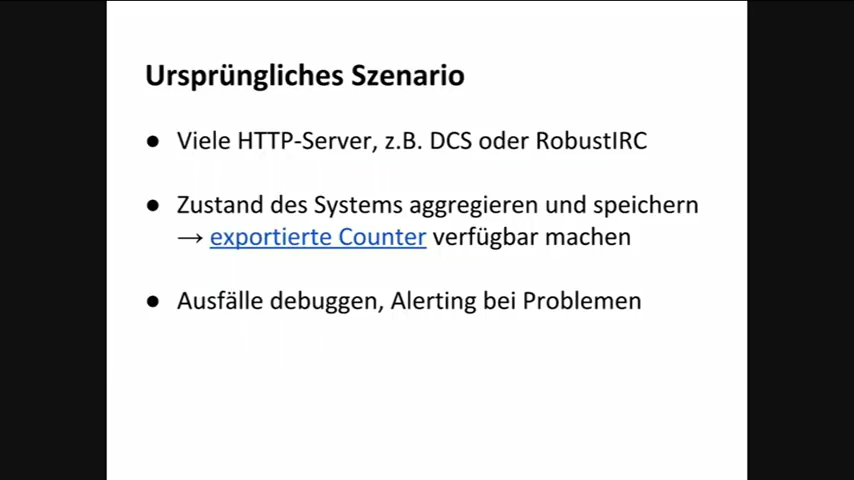 Ursprüngliches Szenario
● Viele HTTP-Server, z.B. DCS oder RobustIRC
● Zustand des Systems aggregieren und speichern
→ exportierte Counter verfügbar machen
● Ausfälle debuggen, Alerting bei Problemen